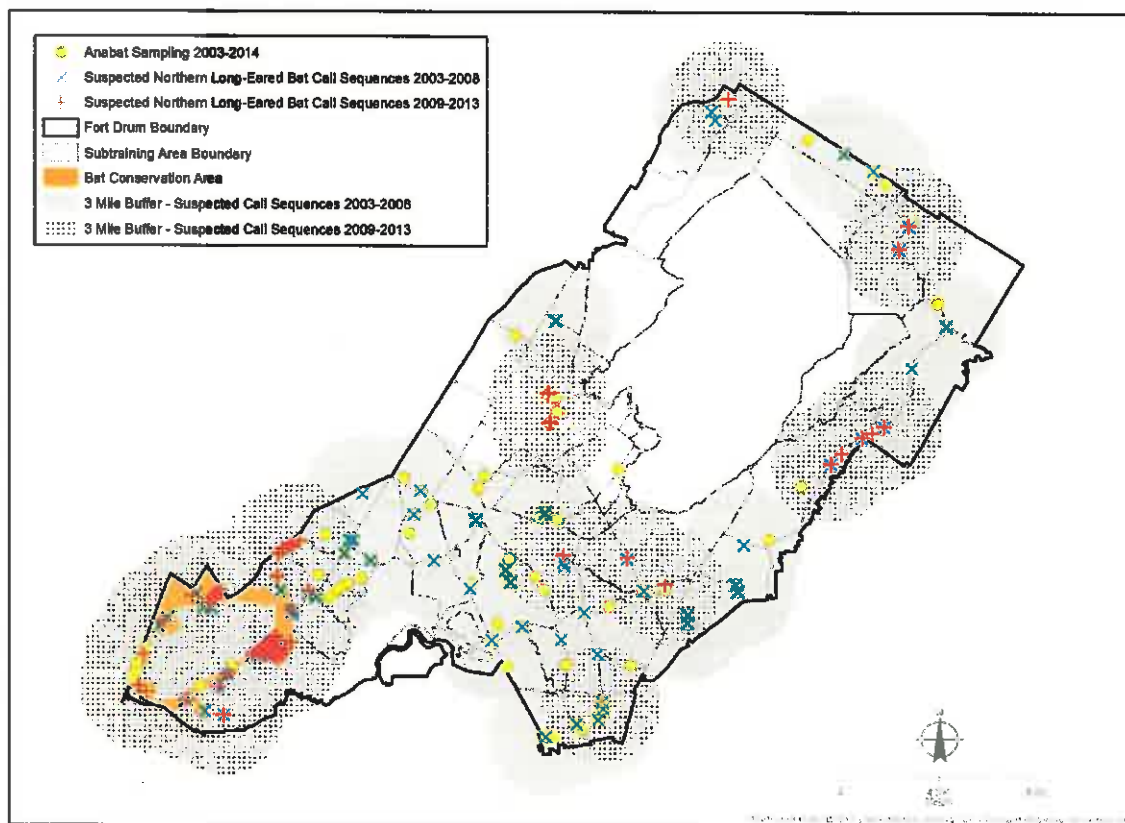 Anabat Sampling 2003-2014
Suspected Northern Long-Eared Bat Call Sequences 2003-2008
Suspected Northern Long-Eared Bat Call Sequences 2009-2013
Fort Drum Boundary
Subtraining Area Boundary
Bat Conservation Area
3 Mile Buffer - Suspected Call Sequences 2003-2008
3 Mile Buffer - Suspected Call Sequences 2009-2013